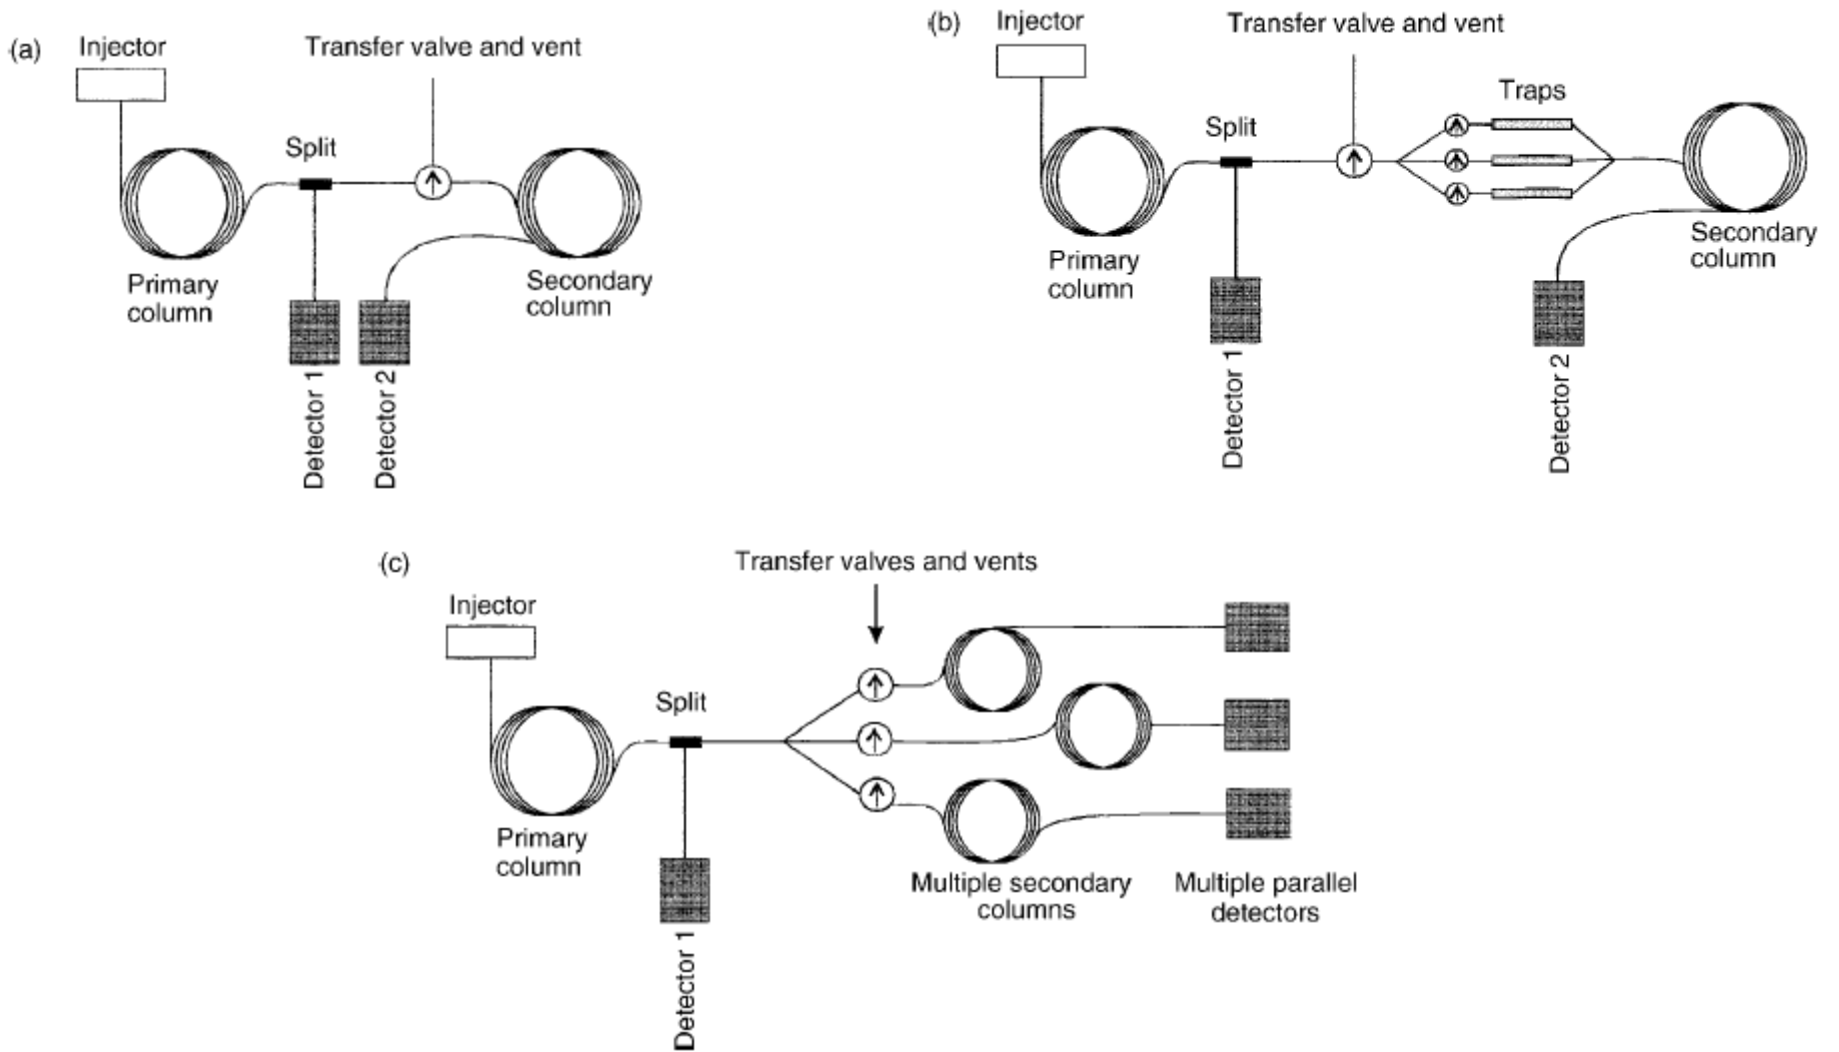 (a)
Injector
Transfer valve and vent
Split
Primary
column
Secondary
column
Detector 1
Detector 2
(b)
Injector
Transfer valve and vent
Traps
Split
Primary
column
Secondary
column
Detector 1
Detector 2
(c)
Transfer valves and vents
Injector
Split
Primary
column
Multiple secondary
columns
Multiple parallel
detectors
Detector 1